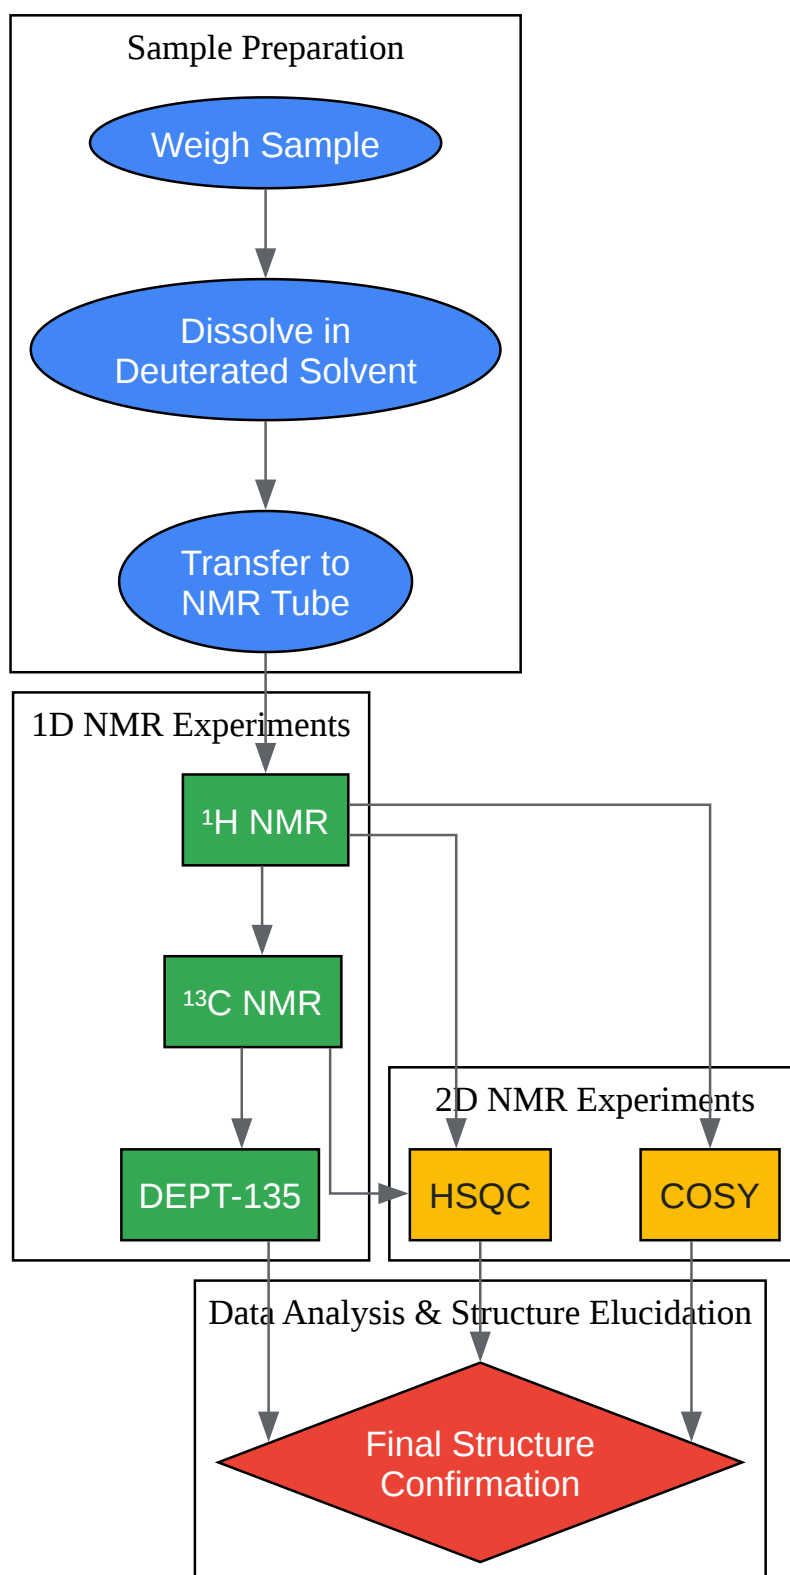 Sample Preparation
Weigh Sample
Dissolve in
Deuterated Solvent
Transfer to
NMR Tube
1D NMR Experiments
¹H NMR
¹³C NMR
2D NMR Experiments
DEPT-135
HSQC
COSY
Data Analysis & Structure Elucidation
Final Structure
Confirmation